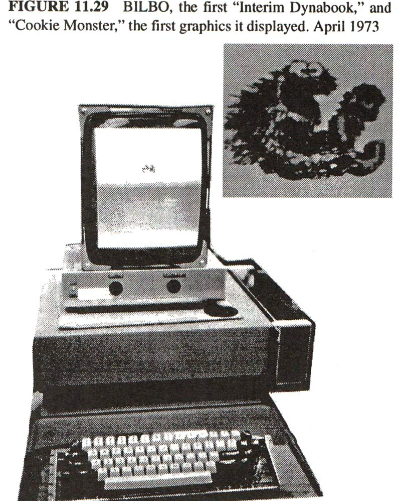 FIGURE 11.29 BILBO, the first “Interim Dynabook,” and
“Cookie Monster,” the first graphics it displayed. April 1973